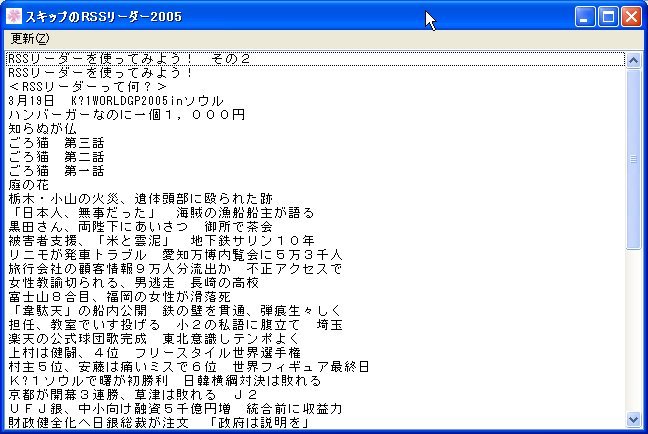 スキップのRSSリーダー2005
更新(Z)
RSSリーダーを使ってみよう！　その２
RSSリーダーを使ってみよう！
＜RSSリーダーって何？＞
3月19日　K?1WORLDGP2005inソウル
ハンバーガーなのに一個１，０００円
知らぬが仏
ごろ猫　第三話
ごろ猫　第二話
ごろ猫　第一話
庭の花
栃木・小山の火災、遺体頭部に殴られた跡
「日本人、無事だった」　海賊の漁船船主が語る
黒田さん、両陛下にあいさつ　御所で茶会
被害者支援、「米と雲泥」　地下鉄サリン１０年
リニモが発車トラブル　愛知万博内覧会に５万３千人
旅行会社の顧客情報９万人分流出か　不正アクセスで
女性教諭切られる、男逃走　長崎の高校
富士山８合目、福岡の女性が滑落死
「韋駄天」の船内公開　鉄の壁を貫通、弾痕生々しく
担任、教室でいす投げる　小２の私語に腹立て　埼玉
楽天の公式球団歌完成　東北意識しテンポよく
上村は健闘、４位　フリースタイル世界選手権
村主５位、安藤は痛いミスで６位　世界フィギュア最終日
Ｋ?１ソウルで曙が初勝利　日韓横綱対決は敗れる
京都が開幕３連勝、草津は敗れる　Ｊ２
ＵＦＪ銀、中小向け融資５千億円増　統合前に収益力
財政健全化へ日銀総裁が注文　「政府は説明を」